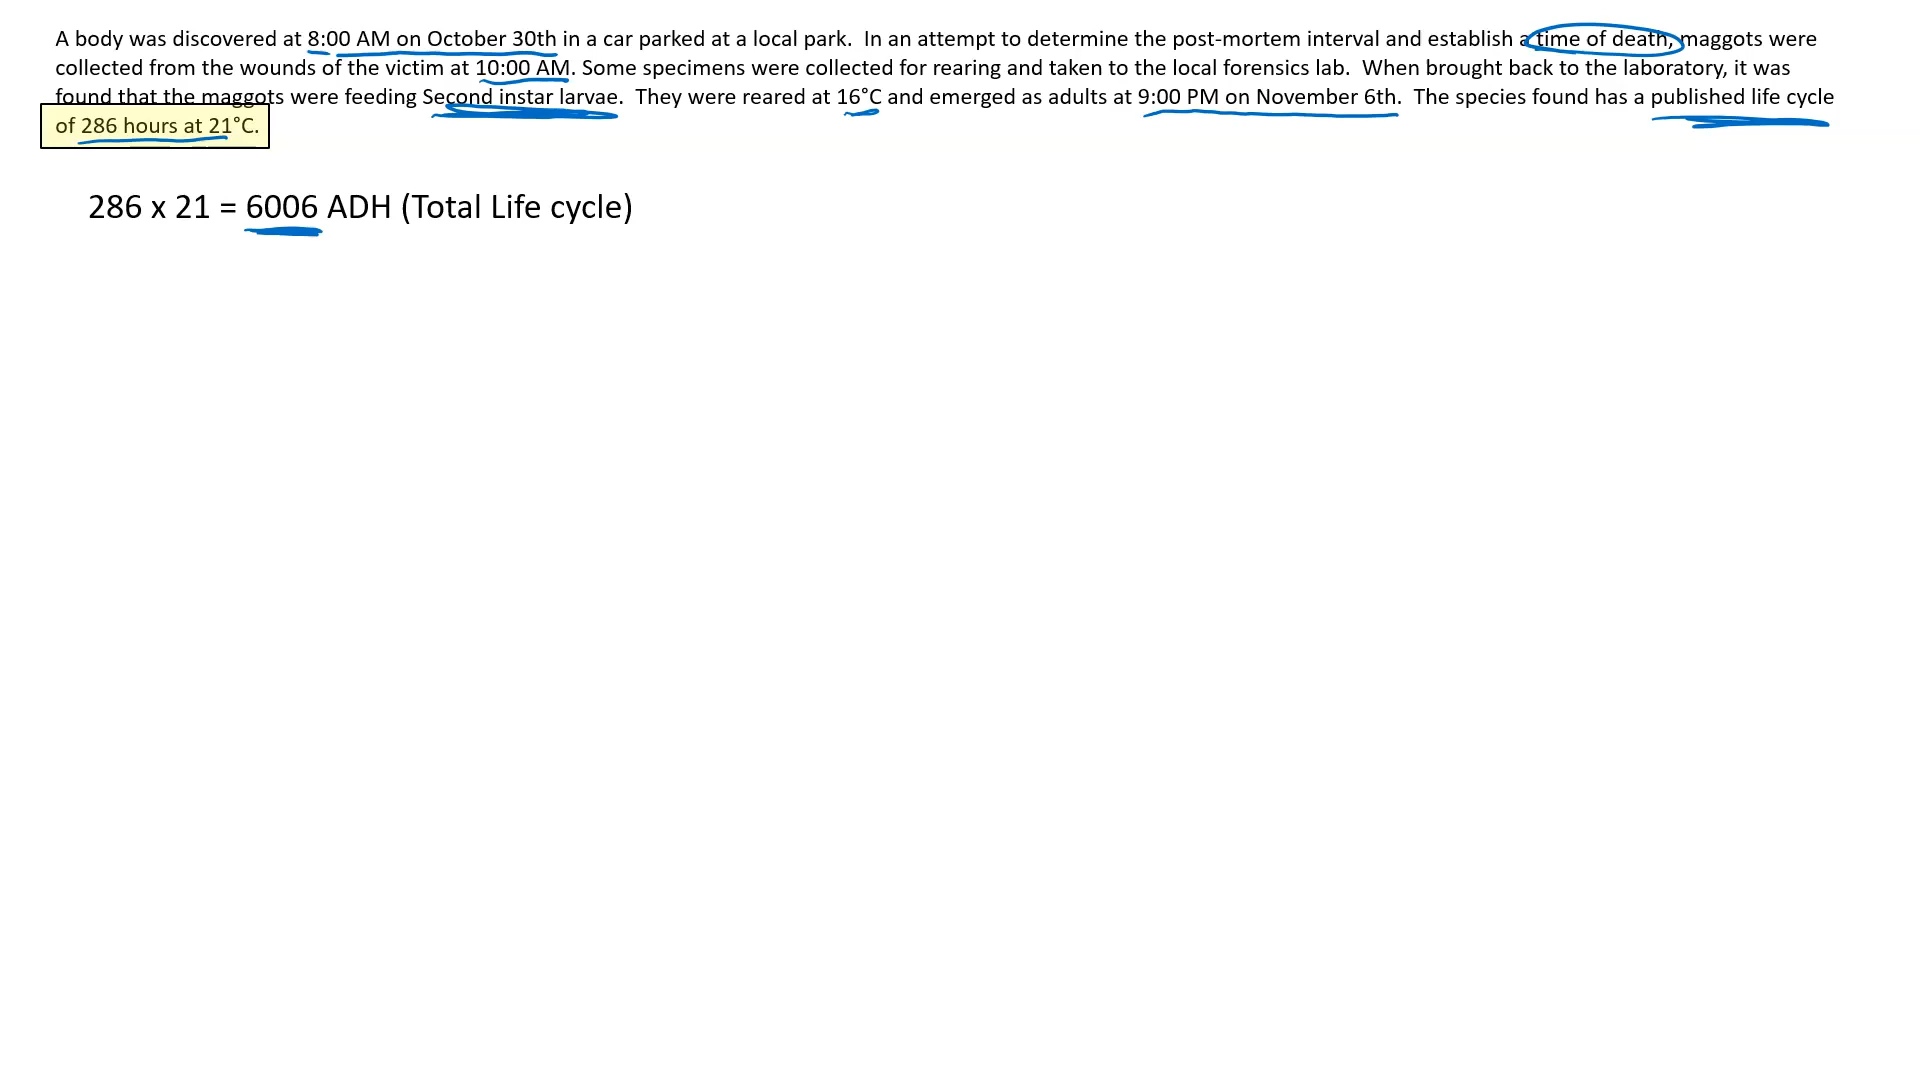 A body was discovered at 8:00 AM on October 30th in a car parked at a local park.  In an attempt to determine the post-mortem interval and establish a time of death, maggots were
collected from the wounds of the victim at 10:00 AM. Some specimens were collected for rearing and taken to the local forensics lab.  When brought back to the laboratory, it was
found that the maggots were feeding Second instar larvae.  They were reared at 16°C and emerged as adults at 9:00 PM on November 6th.  The species found has a published life cycle
of 286 hours at 21°C.
286 x 21 = 6006 ADH (Total Life cycle)